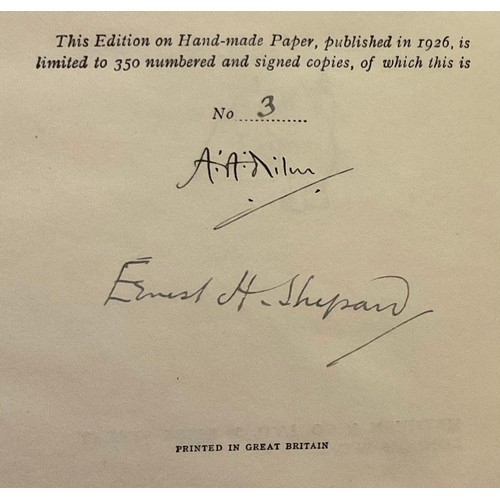 This Edition on Hand-made Paper, published in 1926, is
limited to 350 numbered and signed copies, of which this is
No 3
A. A. Milne
Ernest H. Shepard
PRINTED IN GREAT BRITAIN